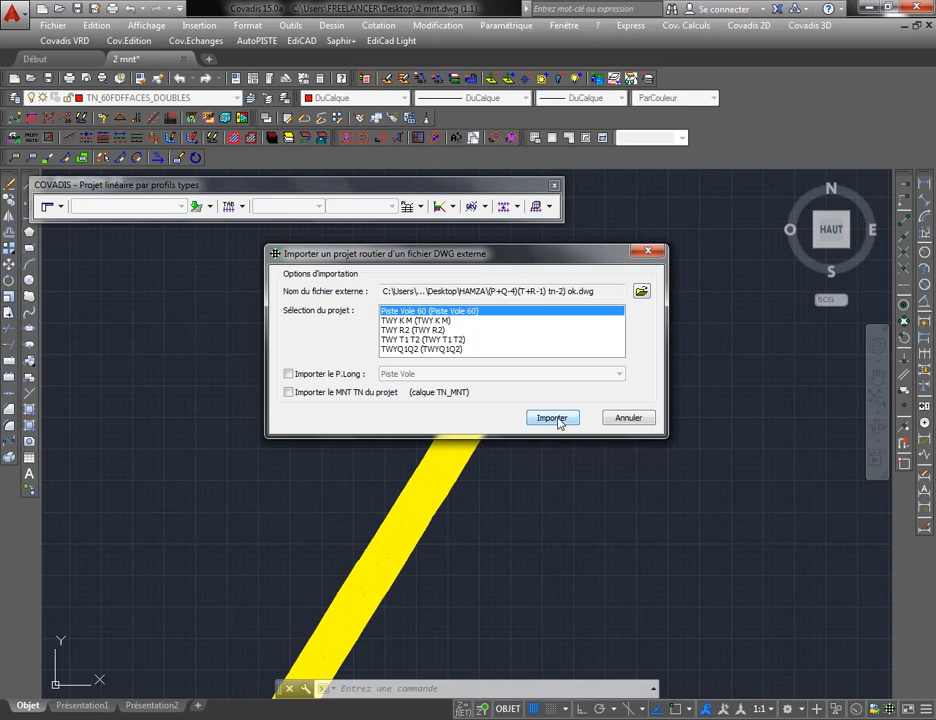 Covadis 15.0a C:\Users\FREELANCER\Desktop\2 mnt.dwg (1:1)
Entrez mot-clé ou expression
Se connecter
Fichier Edition Affichage Insertion Format Outils Dessin Cotation Modification Paramétrique Fenêtre ? Express Cov. Calculs Covadis 2D Covadis 3D
Covadis VRD Cov.Edition Cov.Echanges AutoPISTE EdiCAD Saphir+ EdiCad Light
Début 2 mnt*
TN_60FDFFACES_DOUBLES DuCalque DuCalque DuCalque ParCouleur
COVADIS - Projet linéaire par profils types
TAB
N
O HAUT E
S
SCG
Importer un projet routier d'un fichier DWG externe
Options d'importation
Nom du fichier externe : C:\Users\...\Desktop\HAMZA\(P+Q-4)(T+R-1) tn-2) ok.dwg
Sélection du projet : Piste Vole 60 (Piste Vole 60)
TWY K M (TWY K M)
TWY R2 (TWY R2)
TWY T1 T2 (TWY T1 T2)
TWYQ1Q2 (TWYQ1Q2)
Importer le P.Long : Piste Vole
Importer le MNT TN du projet (calque TN_MNT)
Importer Annuler
Y
X
Entrez une commande
Objet Présentation1 Présentation2 +
OBJET 1:1